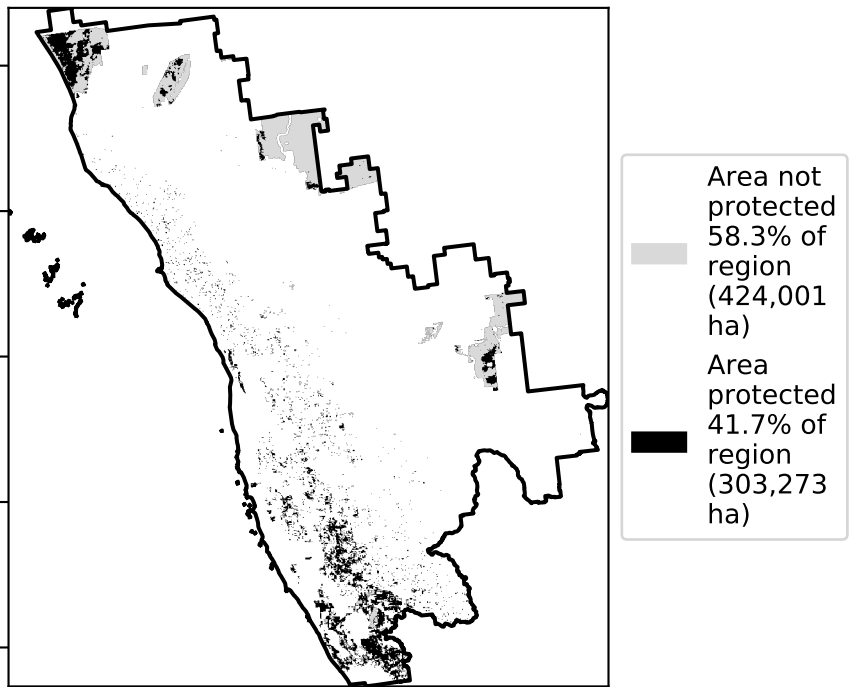 Area not
protected
58.3% of
region
(424,001
ha)
Area
protected
41.7% of
region
(303,273
ha)